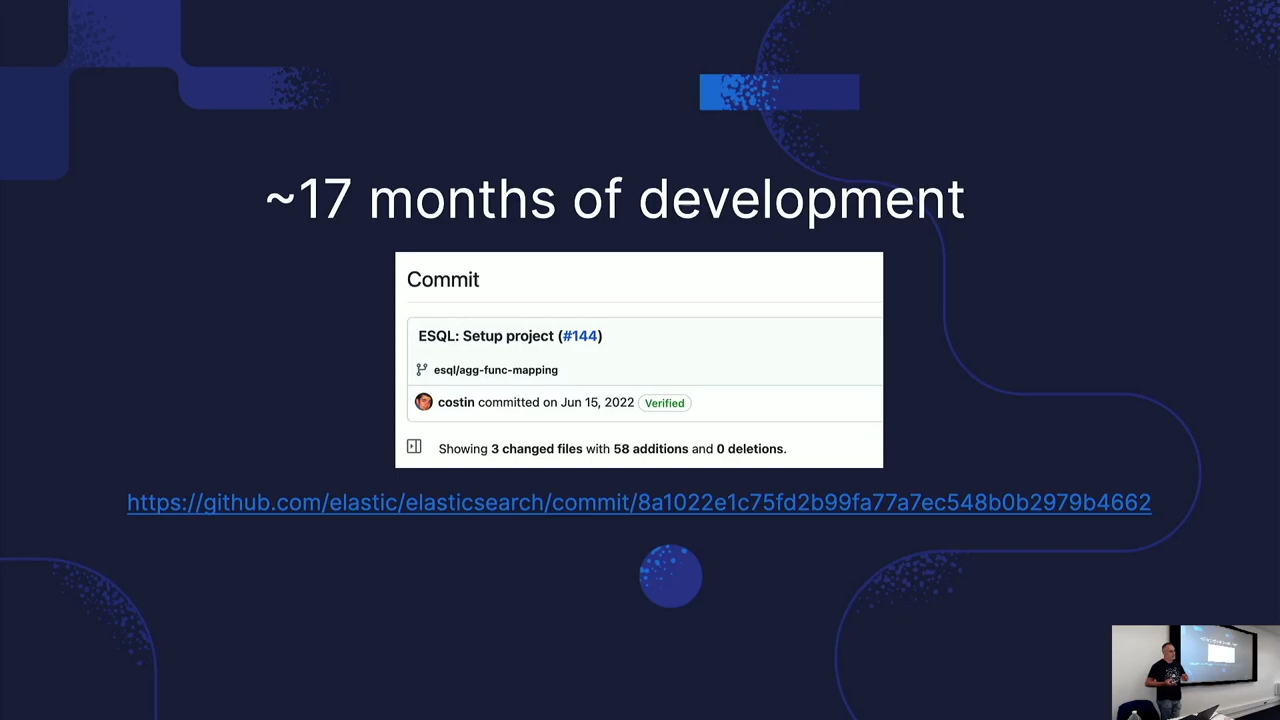 ~17 months of development
Commit
ESQL: Setup project (#144)
esql/agg-func-mapping
costin committed on Jun 15, 2022 Verified
Showing 3 changed files with 58 additions and 0 deletions.
https://github.com/elastic/elasticsearch/commit/8a1022e1c75fd2b99fa77a7ec548b0b2979b4662